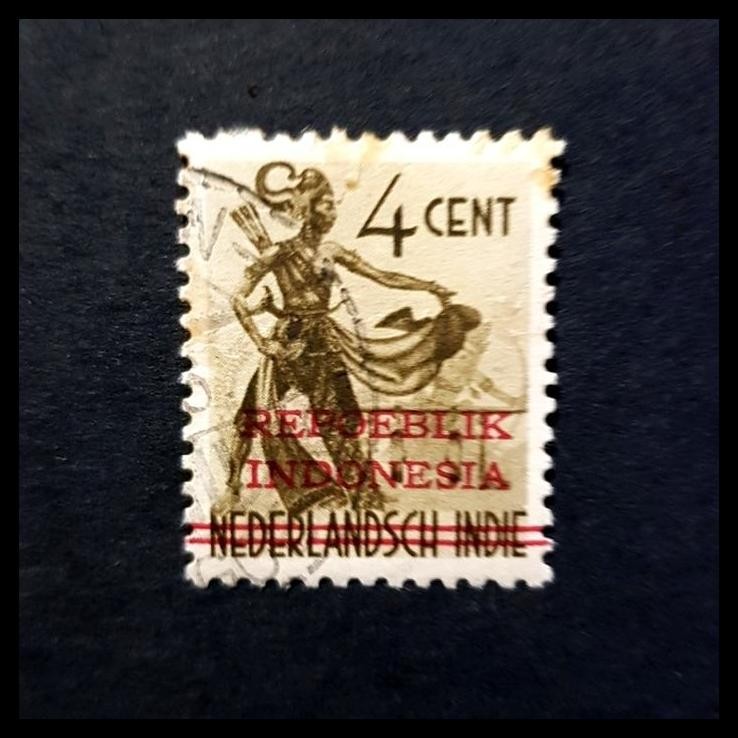 4 CENT
REPOEBLIK
INDONESIA
NEDERLANDSCH INDIE